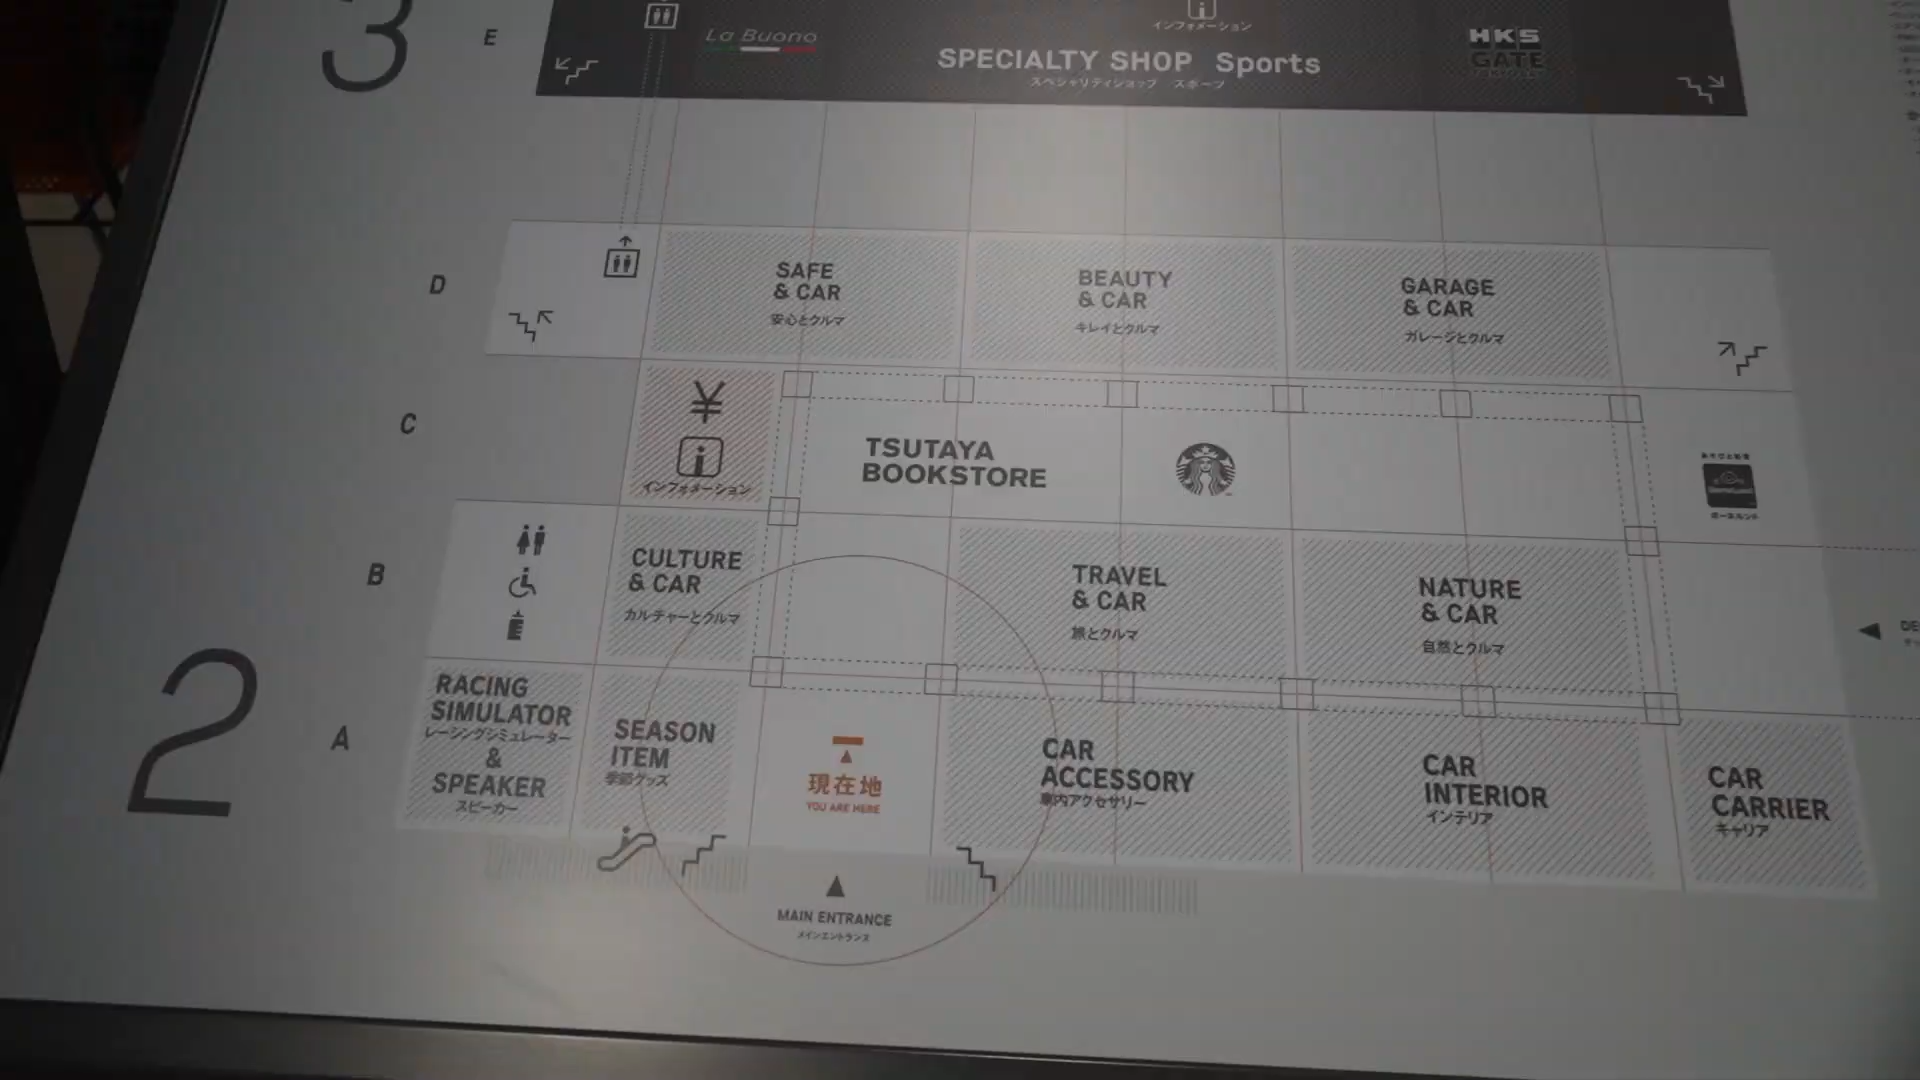 3
E
La Buono
インフォメーション
SPECIALTY SHOP Sports
スペシャリティショップ スポーツ
HKS
GATE
D
SAFE
& CAR
安心とクルマ
BEAUTY
& CAR
キレイとクルマ
GARAGE
& CAR
ガレージとクルマ
C
¥
i
インフォメーション
TSUTAYA
BOOKSTORE
ボーネルンド
B
CULTURE
& CAR
カルチャーとクルマ
TRAVEL
& CAR
旅とクルマ
NATURE
& CAR
自然とクルマ
2
A
RACING
SIMULATOR
レーシングシミュレーター
&
SPEAKER
スピーカー
SEASON
ITEM
季節グッズ
現在地
YOU ARE HERE
CAR
ACCESSORY
車内アクセサリー
CAR
INTERIOR
インテリア
CAR
CARRIER
キャリア
MAIN ENTRANCE
メインエントランス